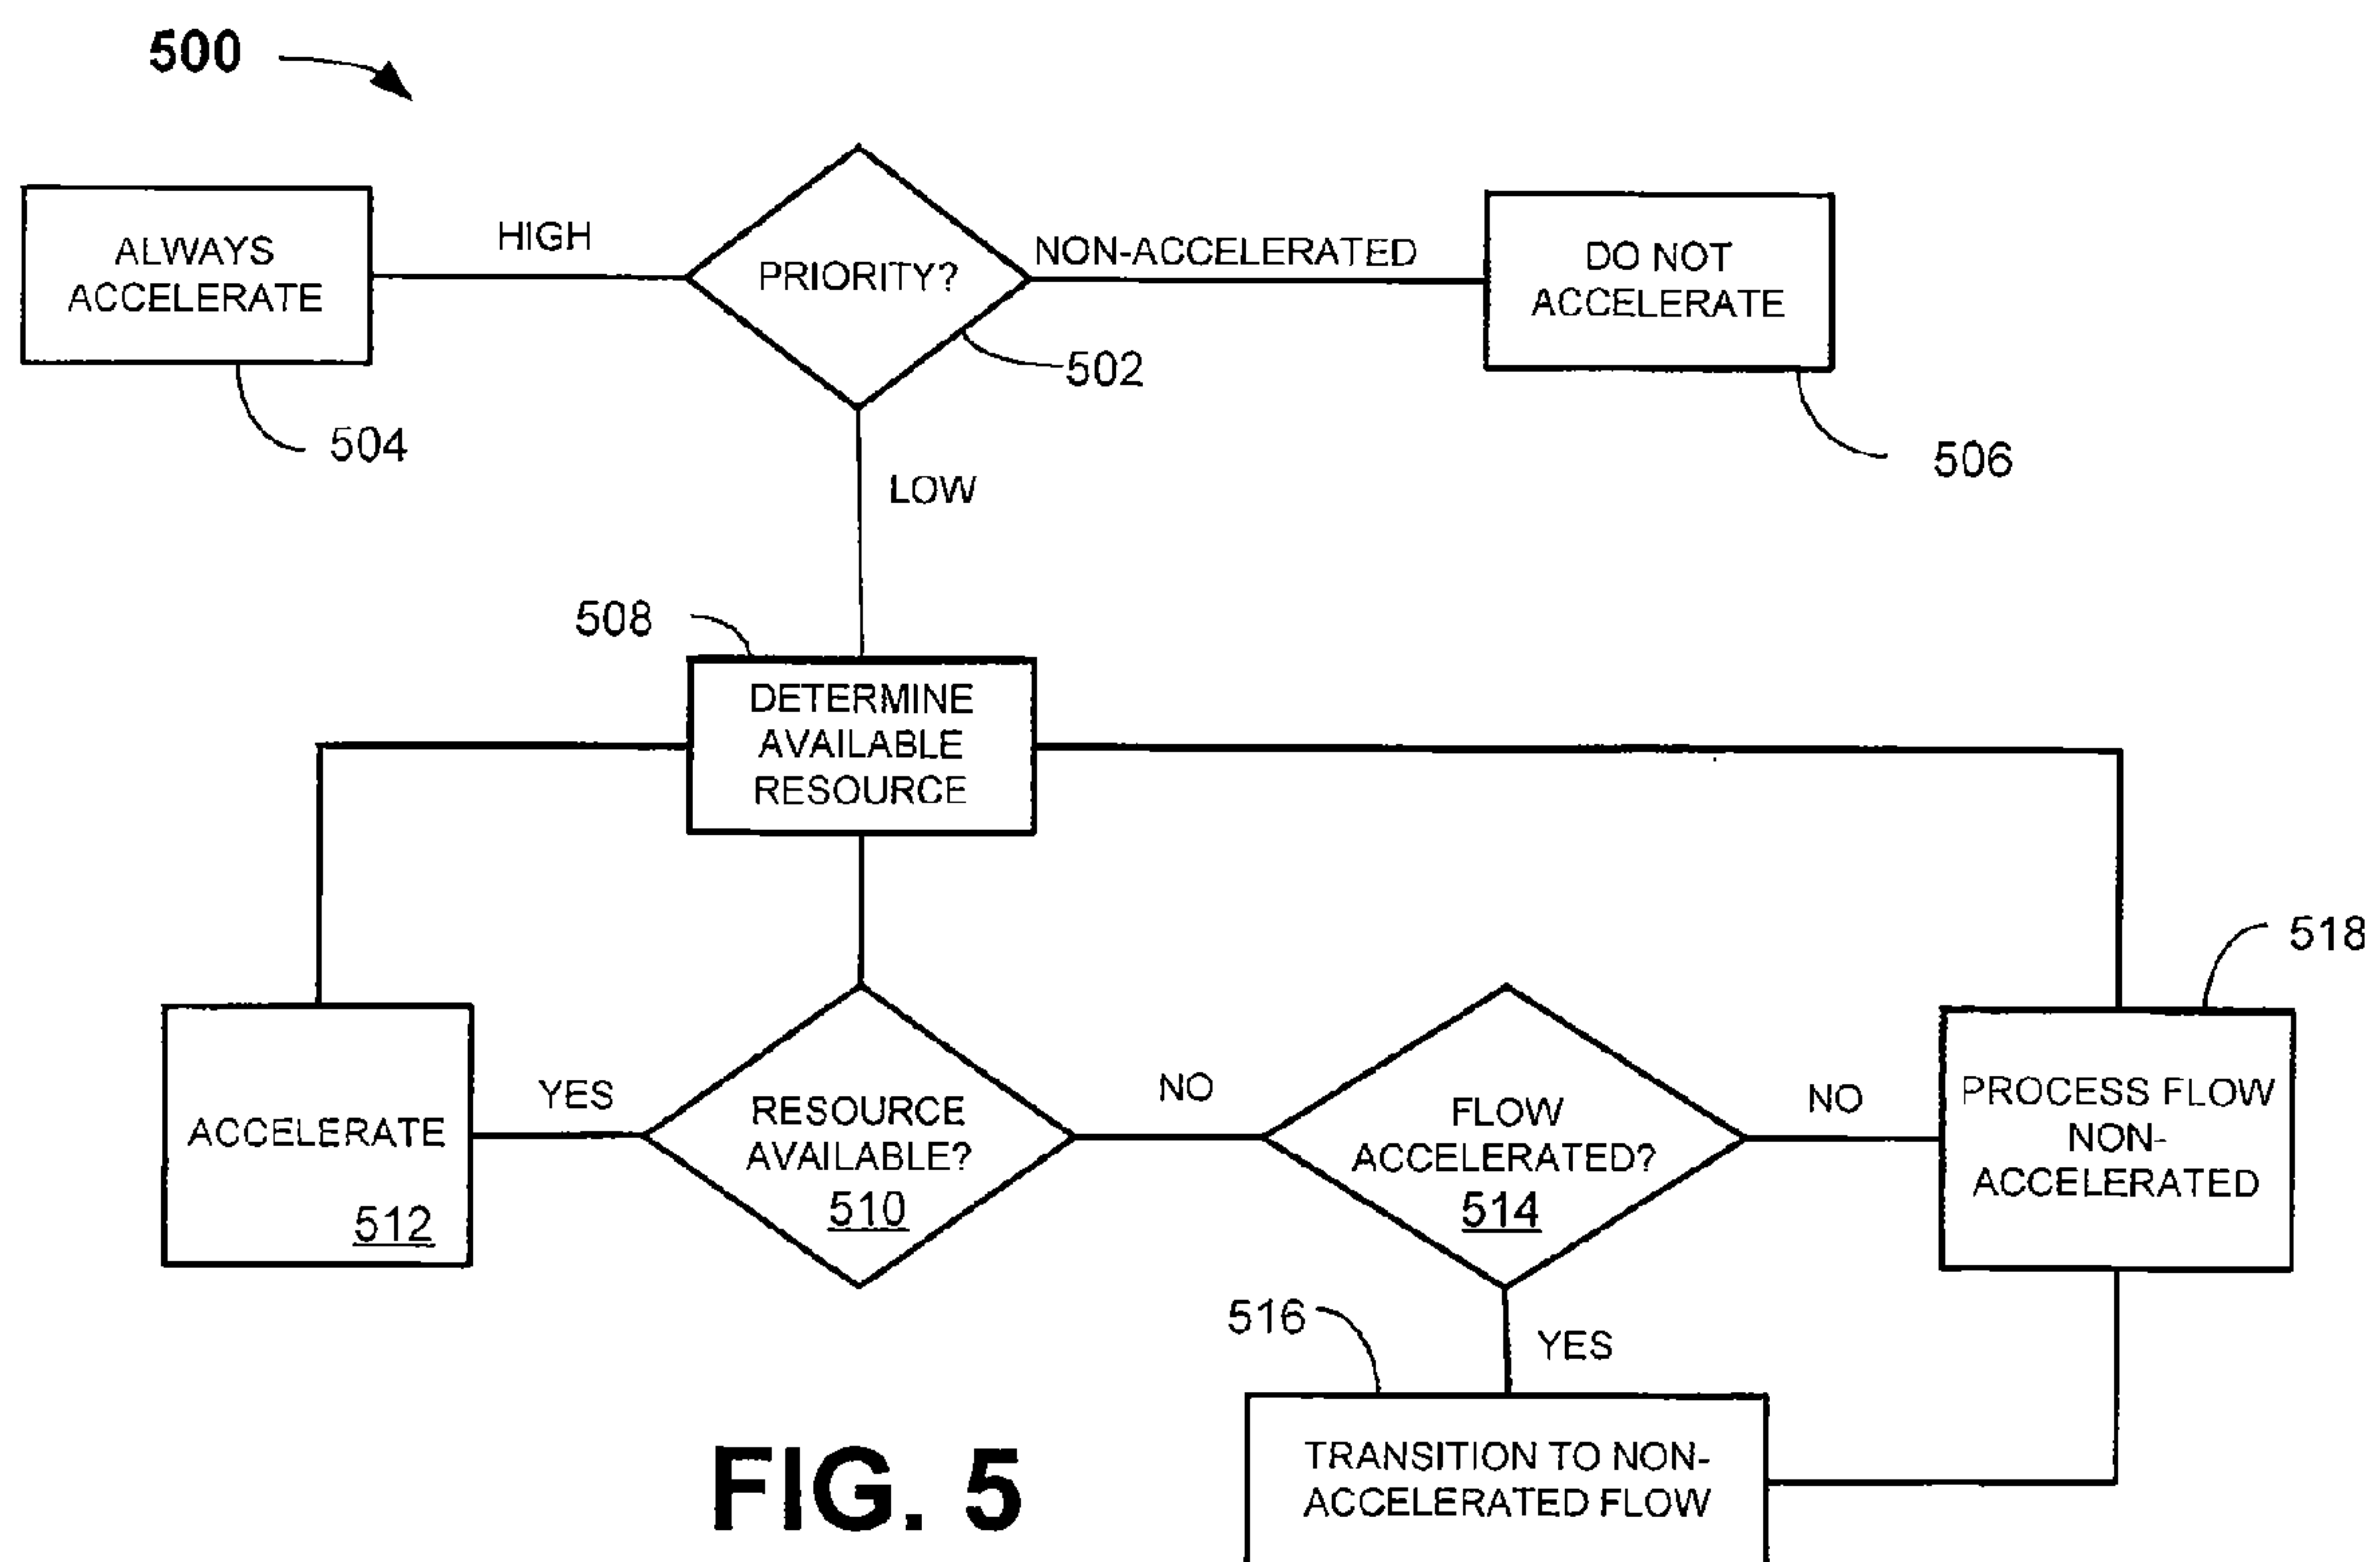 500
ALWAYS
ACCELERATE
504
HIGH
PRIORITY?
502
NON-ACCELERATED
DO NOT
ACCELERATE
506
LOW
508
DETERMINE
AVAILABLE
RESOURCE
ACCELERATE
512
YES
RESOURCE
AVAILABLE?
510
NO
FLOW
ACCELERATED?
514
NO
518
PROCESS FLOW
NON-
ACCELERATED
516
YES
TRANSITION TO NON-
ACCELERATED FLOW
FIG. 5